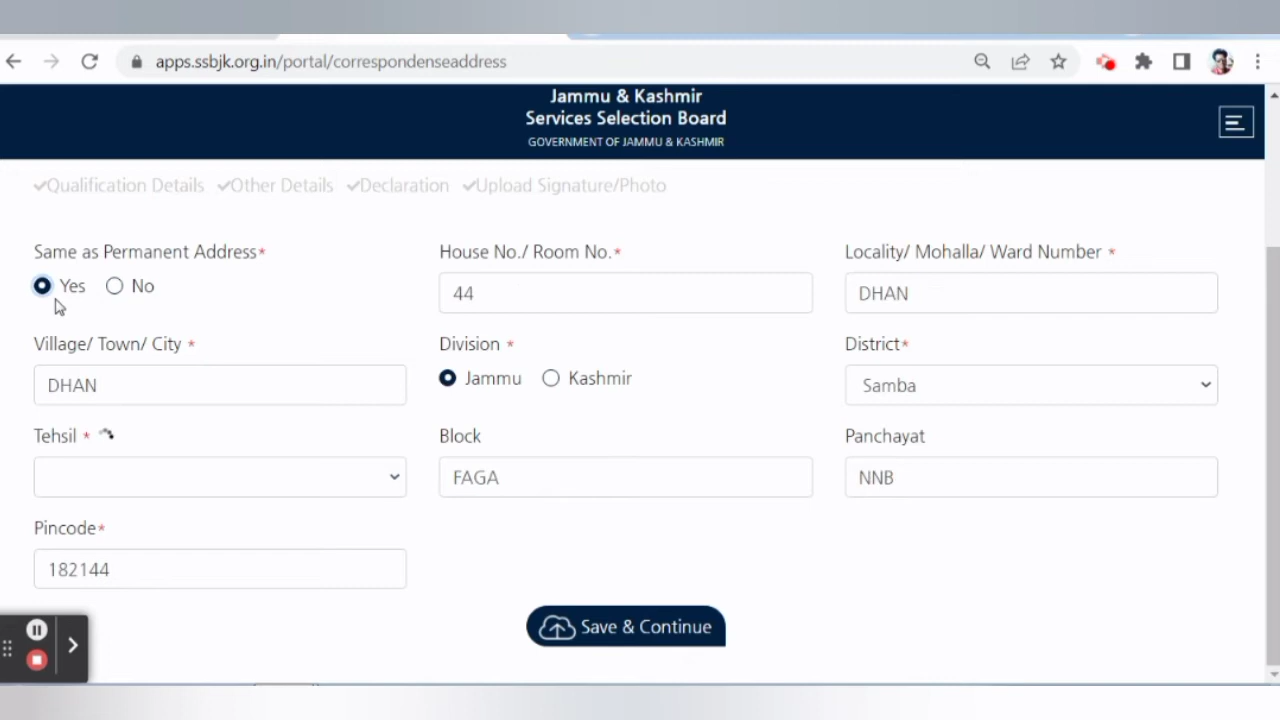 apps.ssbjk.org.in/portal/correspondenseaddress
Jammu & Kashmir
Services Selection Board
GOVERNMENT OF JAMMU & KASHMIR
Qualification Details Other Details Declaration Upload Signature/Photo
Same as Permanent Address* House No./ Room No.* Locality/ Mohalla/ Ward Number *
Yes No 44 DHAN
Village/ Town/ City * Division * District*
DHAN Jammu Kashmir Samba
Tehsil * Block Panchayat
FAGA NNB
Pincode*
182144
Save & Continue